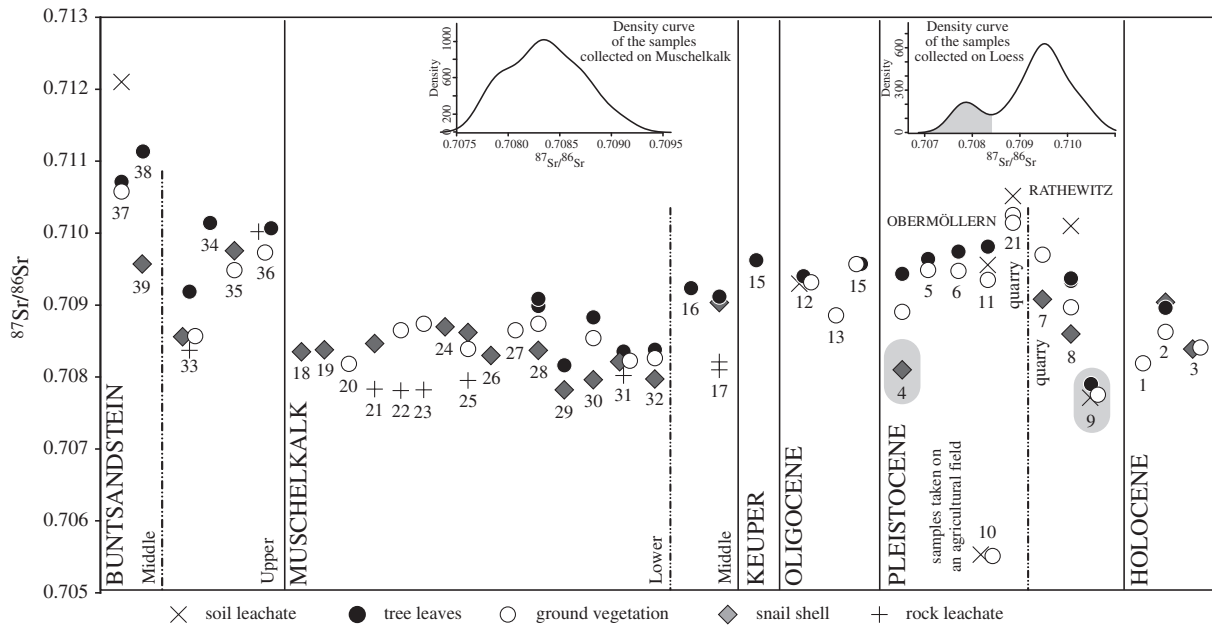 0.713
0.712
0.711
0.710
0.709
0.708
0.707
0.706
0.705
87Sr/86Sr
Density curve
of the samples
collected on Muschelkalk
Density
0
200
600
1000
0.7075
0.7080
0.7085
0.7090
0.7095
87Sr/86Sr
Density curve
of the samples
collected on Loess
Density
0
300
600
0.707
0.708
0.709
0.710
87Sr/86Sr
BUNTSANDSTEIN
Middle
Upper
37
38
39
33
34
35
36
MUSCHELKALK
Lower
Middle
18
19
20
21
22
23
24
25
26
27
28
29
30
31
32
16
17
KEUPER
15
OLIGOCENE
12
13
15
PLEISTOCENE
OBERMÖLLERN
RATHEWITZ
4
5
6
11
21
quarry
quarry
7
8
9
samples taken on
an agricultural field
10
HOLOCENE
1
2
3
soil leachate
tree leaves
ground vegetation
snail shell
rock leachate